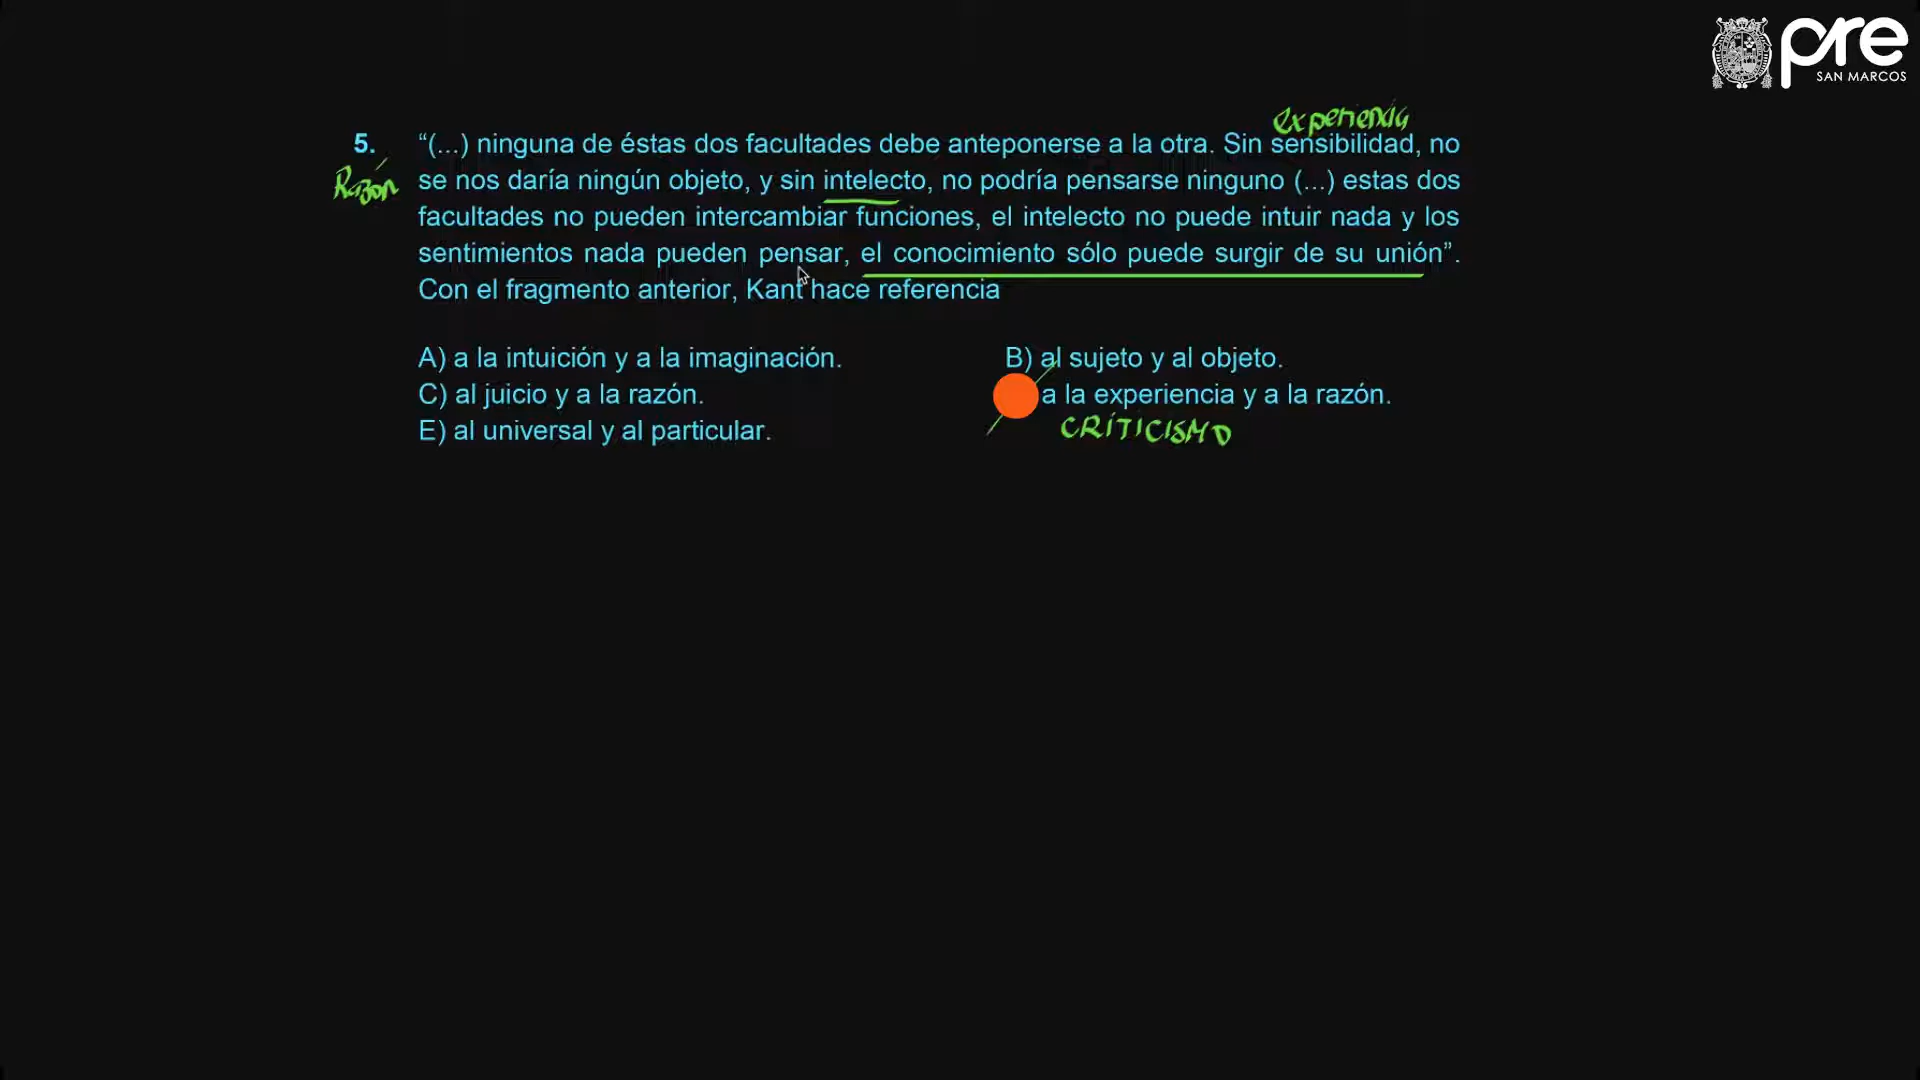 pre
SAN MARCOS
experiencia
5. “(...) ninguna de éstas dos facultades debe anteponerse a la otra. Sin sensibilidad, no
Razón se nos daría ningún objeto, y sin intelecto, no podría pensarse ninguno (...) estas dos
facultades no pueden intercambiar funciones, el intelecto no puede intuir nada y los
sentimientos nada pueden pensar, el conocimiento sólo puede surgir de su unión”.
Con el fragmento anterior, Kant hace referencia
A) a la intuición y a la imaginación. B) al sujeto y al objeto.
C) al juicio y a la razón. a la experiencia y a la razón.
E) al universal y al particular. CRÍTICISMO